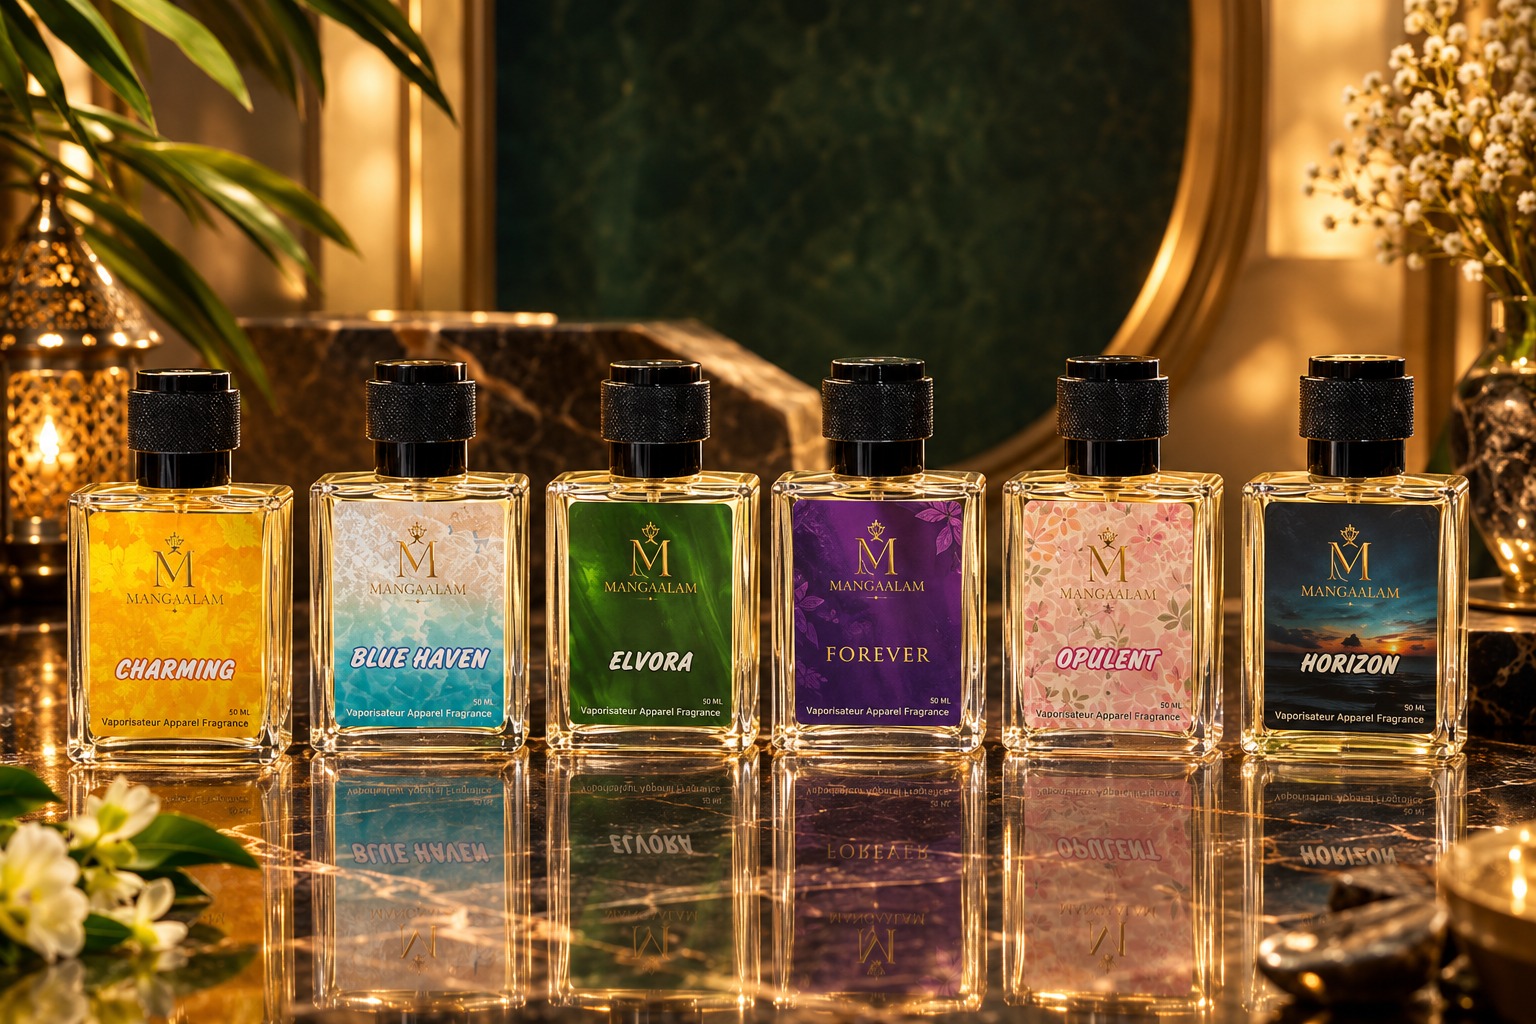 M
MANGAALAM
CHARMING
50 ML
Vaporisateur Apparel Fragrance
M
MANGAALAM
BLUE HAVEN
50 ML
Vaporisateur Apparel Fragrance
M
MANGAALAM
ELVORA
50 ML
Vaporisateur Apparel Fragrance
M
MANGAALAM
FOREVER
50 ML
Vaporisateur Apparel Fragrance
M
MANGAALAM
OPULENT
50 ML
Vaporisateur Apparel Fragrance
M
MANGAALAM
HORIZON
50 ML
Vaporisateur Apparel Fragrance